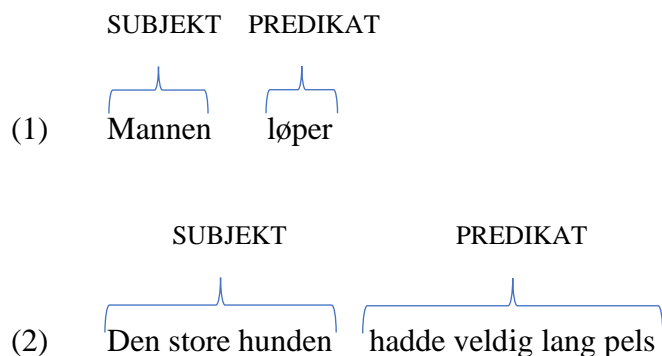 SUBJEKT PREDIKAT
(1) Mannen løper
SUBJEKT PREDIKAT
(2) Den store hunden hadde veldig lang pels